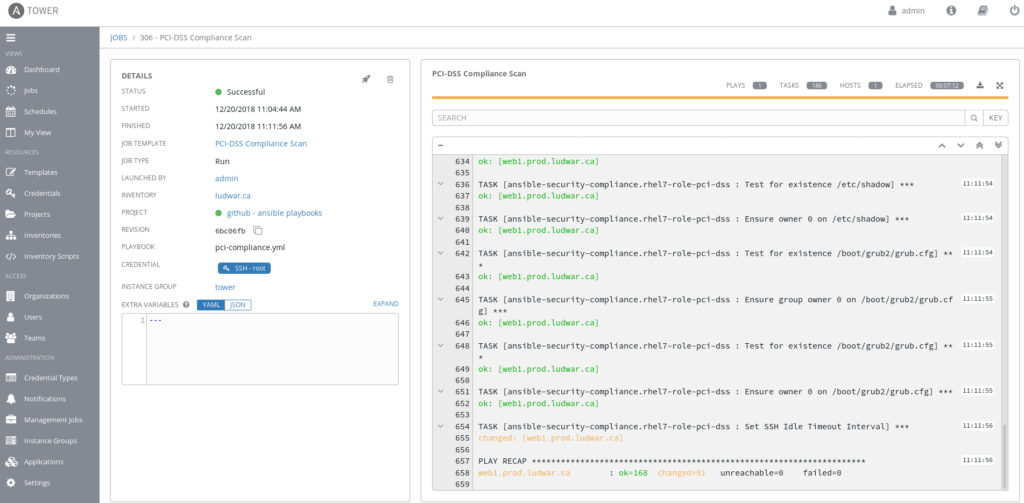 A TOWER
admin
VIEWS
Dashboard
Jobs
Schedules
My View
RESOURCES
Templates
Credentials
Projects
Inventories
Inventory Scripts
ACCESS
Organizations
Users
Teams
ADMINISTRATION
Credential Types
Notifications
Management Jobs
Instance Groups
Applications
Settings
JOBS / 306 - PCI-DSS Compliance Scan
DETAILS
STATUS Successful
STARTED 12/20/2018 11:04:44 AM
FINISHED 12/20/2018 11:11:56 AM
JOB TEMPLATE PCI-DSS Compliance Scan
JOB TYPE Run
LAUNCHED BY admin
INVENTORY ludwar.ca
PROJECT github - ansible playbooks
REVISION 6bc06fb
PLAYBOOK pci-compliance.yml
CREDENTIAL SSH - root
INSTANCE GROUP tower
EXTRA VARIABLES YAML JSON EXPAND
1 ---
PCI-DSS Compliance Scan
PLAYS 1 TASKS 186 HOSTS 1 ELAPSED 00:07:12
SEARCH KEY
634 ok: [web1.prod.ludwar.ca]
635
636 TASK [ansible-security-compliance.rhel7-role-pci-dss : Test for existence /etc/shadow] *** 11:11:54
637 ok: [web1.prod.ludwar.ca]
638
639 TASK [ansible-security-compliance.rhel7-role-pci-dss : Ensure owner 0 on /etc/shadow] *** 11:11:54
640 ok: [web1.prod.ludwar.ca]
641
642 TASK [ansible-security-compliance.rhel7-role-pci-dss : Test for existence /boot/grub2/grub.cfg] ** 11:11:54
*
643 ok: [web1.prod.ludwar.ca]
644
645 TASK [ansible-security-compliance.rhel7-role-pci-dss : Ensure group owner 0 on /boot/grub2/grub.cf 11:11:55
g] ***
646 ok: [web1.prod.ludwar.ca]
647
648 TASK [ansible-security-compliance.rhel7-role-pci-dss : Test for existence /boot/grub2/grub.cfg] ** 11:11:55
*
649 ok: [web1.prod.ludwar.ca]
650
651 TASK [ansible-security-compliance.rhel7-role-pci-dss : Ensure owner 0 on /boot/grub2/grub.cfg] *** 11:11:55
652 ok: [web1.prod.ludwar.ca]
653
654 TASK [ansible-security-compliance.rhel7-role-pci-dss : Set SSH Idle Timeout Interval] *** 11:11:56
655 changed: [web1.prod.ludwar.ca]
656
657 PLAY RECAP ********************************************************************* 11:11:56
658 web1.prod.ludwar.ca : ok=168 changed=91 unreachable=0 failed=0
659